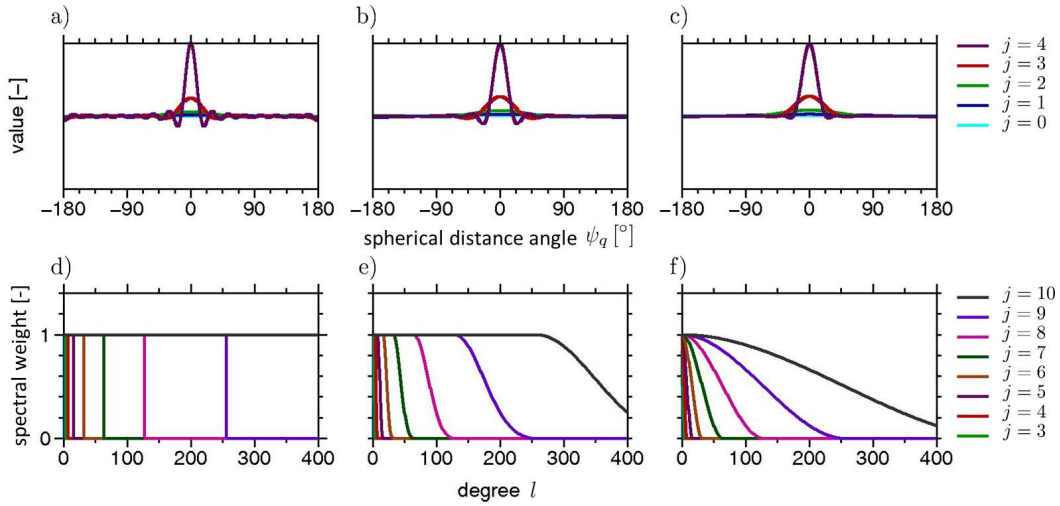 a) b) c)
value [–]
j = 4
j = 3
j = 2
j = 1
j = 0
−180 −90 0 90 180 −180 −90 0 90 180 −180 −90 0 90 180
spherical distance angle ψq [°]
d) e) f)
spectral weight [-]
1
0
j = 10
j = 9
j = 8
j = 7
j = 6
j = 5
j = 4
j = 3
0 100 200 300 400 0 100 200 300 400 0 100 200 300 400
degree l